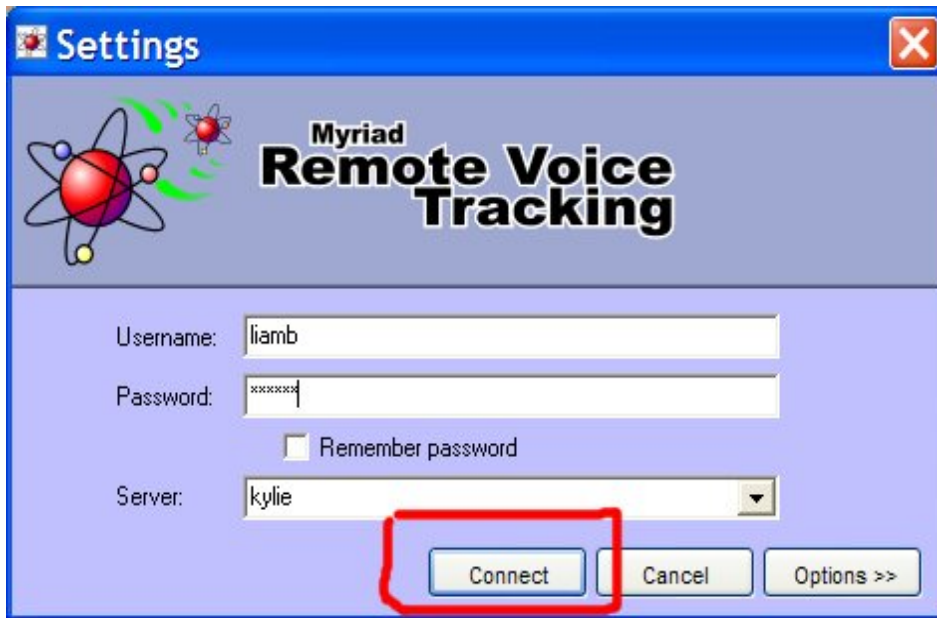 Settings
Myriad
Remote Voice
Tracking
Username: liamb
Password: ******
Remember password
Server: kylie
Connect Cancel Options >>